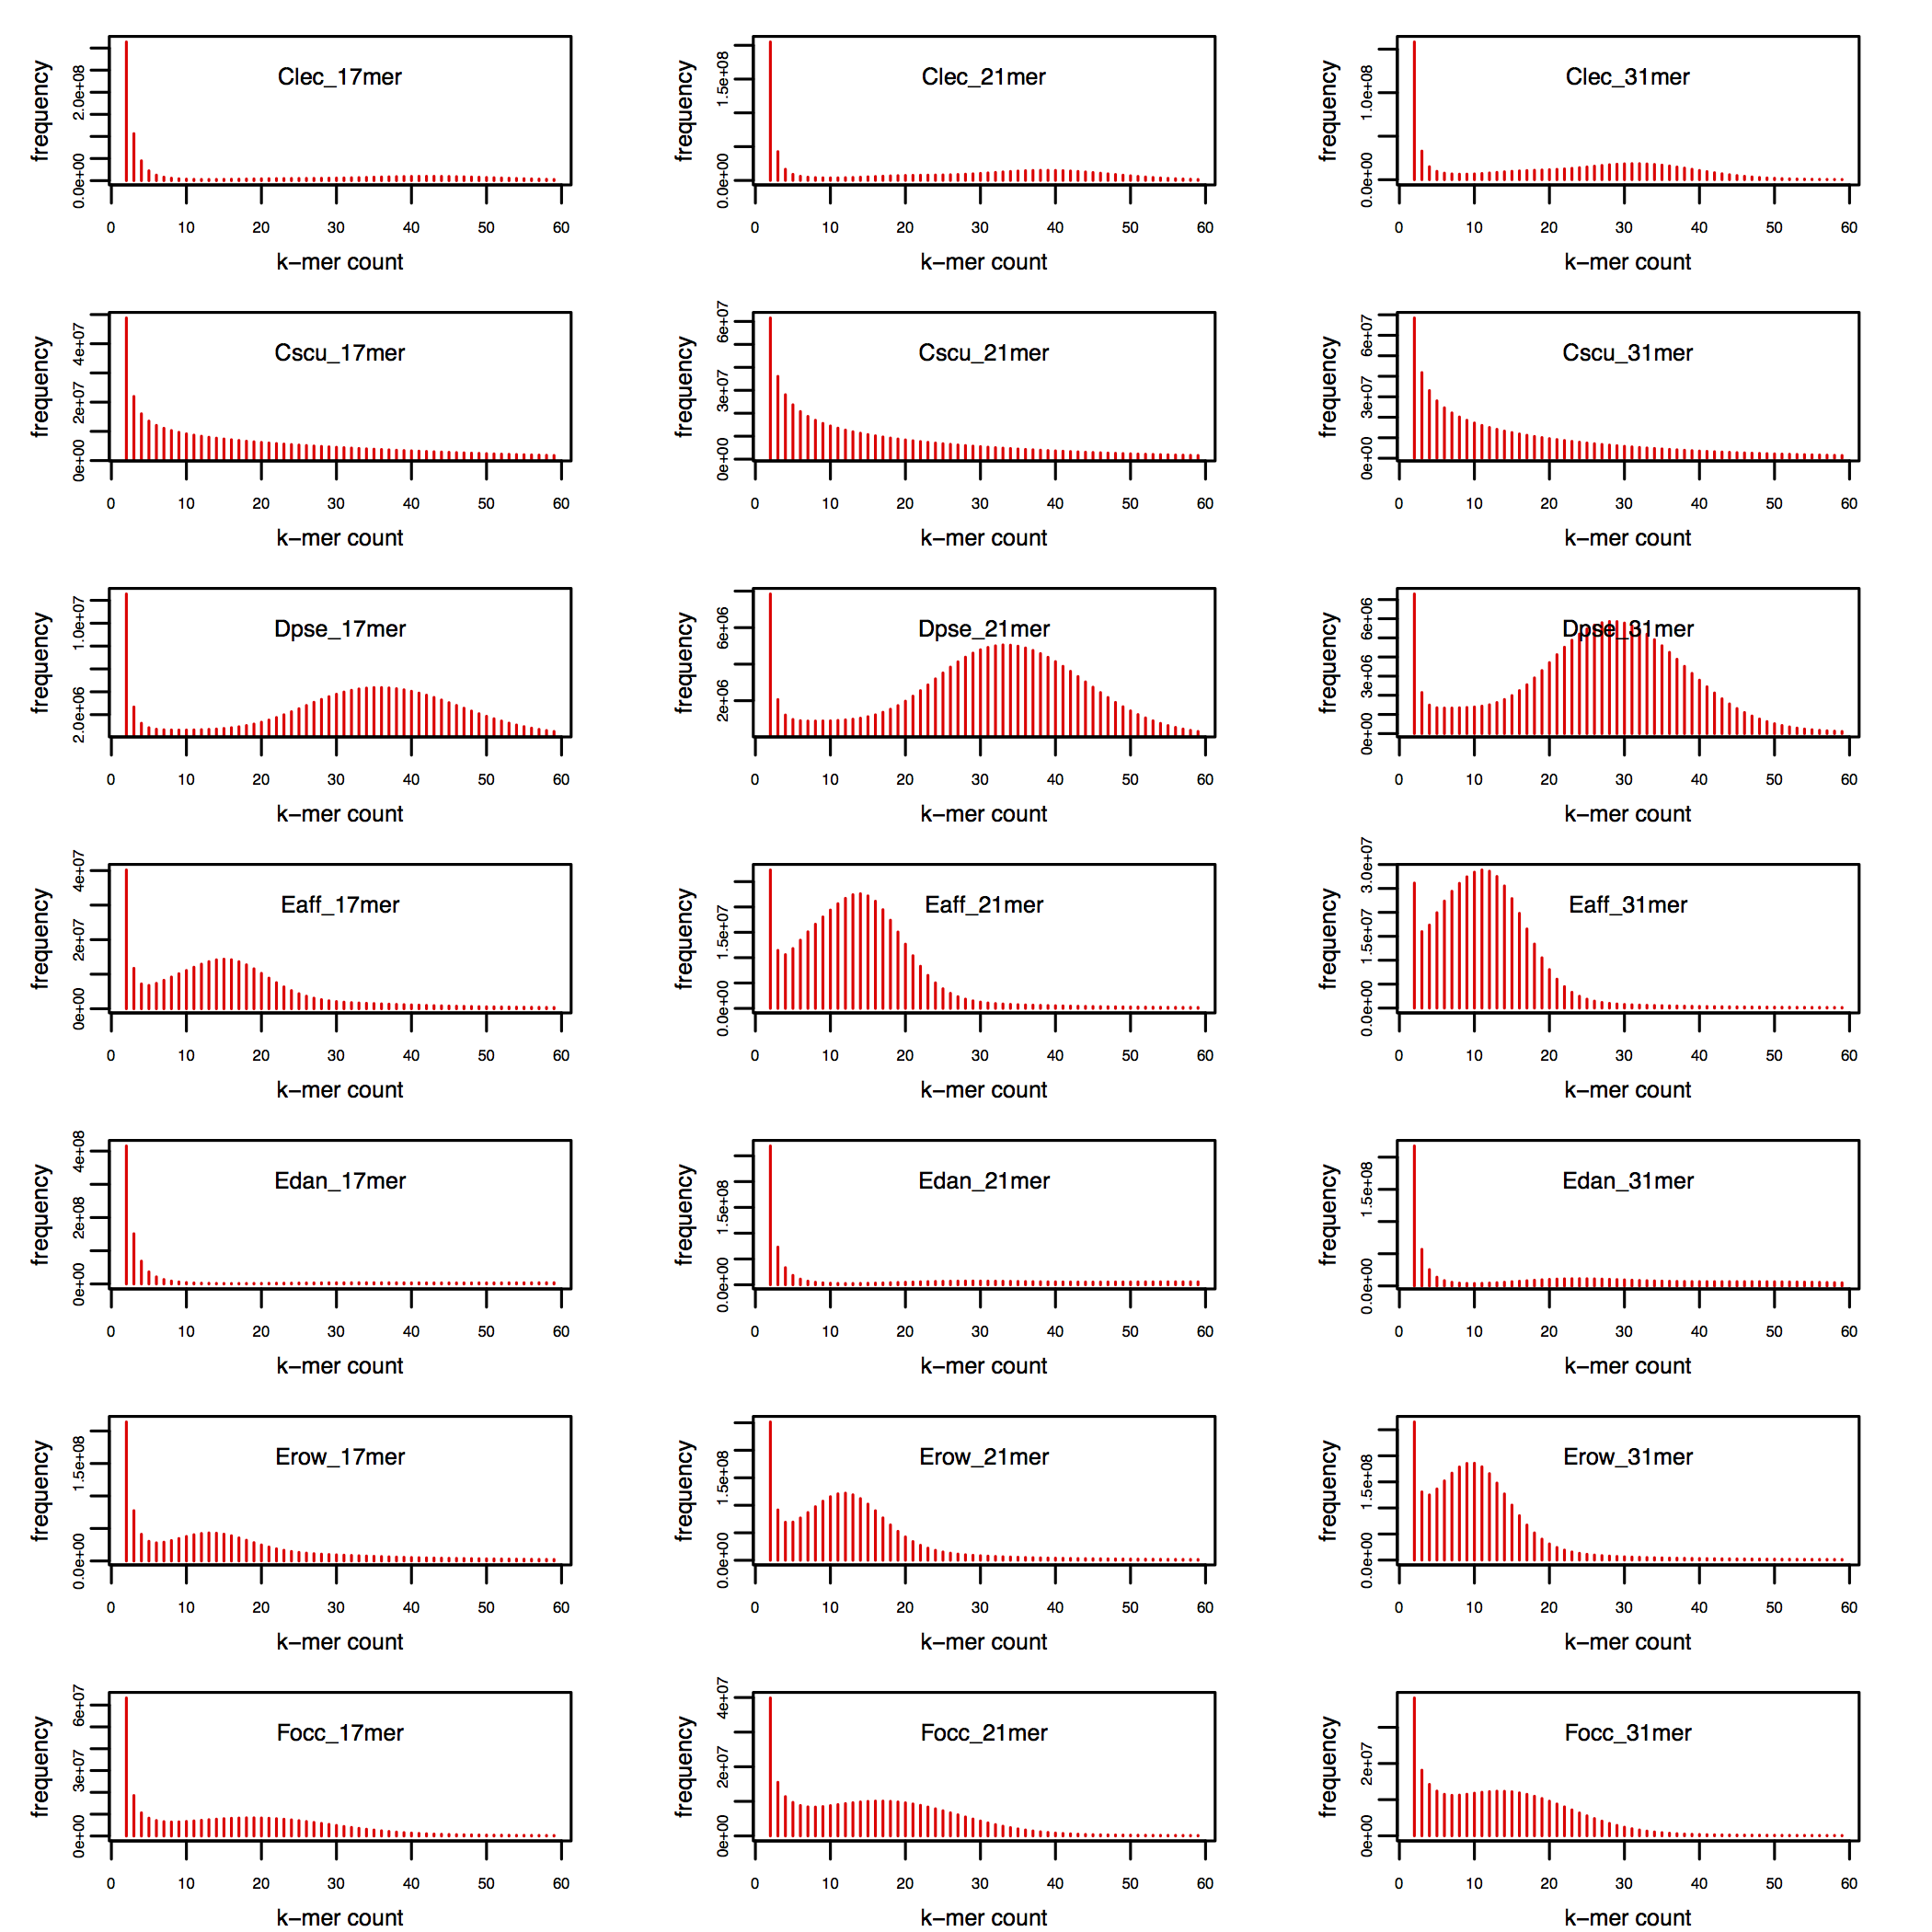 frequency
0.0e+00 2.0e+08
Clec_17mer
0 10 20 30 40 50 60
k−mer count
frequency
0.0e+00 1.5e+08
Clec_21mer
0 10 20 30 40 50 60
k−mer count
frequency
0.0e+00 1.0e+08
Clec_31mer
0 10 20 30 40 50 60
k−mer count
frequency
0e+00 2e+07 4e+07
Cscu_17mer
0 10 20 30 40 50 60
k−mer count
frequency
0e+00 3e+07 6e+07
Cscu_21mer
0 10 20 30 40 50 60
k−mer count
frequency
0e+00 3e+07 6e+07
Cscu_31mer
0 10 20 30 40 50 60
k−mer count
frequency
2.0e+06 1.0e+07
Dpse_17mer
0 10 20 30 40 50 60
k−mer count
frequency
2e+06 6e+06
Dpse_21mer
0 10 20 30 40 50 60
k−mer count
frequency
0e+00 3e+06 6e+06
Dpse_31mer
0 10 20 30 40 50 60
k−mer count
frequency
0e+00 2e+07 4e+07
Eaff_17mer
0 10 20 30 40 50 60
k−mer count
frequency
0.0e+00 1.5e+07
Eaff_21mer
0 10 20 30 40 50 60
k−mer count
frequency
0.0e+00 1.5e+07 3.0e+07
Eaff_31mer
0 10 20 30 40 50 60
k−mer count
frequency
0e+00 2e+08 4e+08
Edan_17mer
0 10 20 30 40 50 60
k−mer count
frequency
0.0e+00 1.5e+08
Edan_21mer
0 10 20 30 40 50 60
k−mer count
frequency
0.0e+00 1.5e+08
Edan_31mer
0 10 20 30 40 50 60
k−mer count
frequency
0.0e+00 1.5e+08
Erow_17mer
0 10 20 30 40 50 60
k−mer count
frequency
0.0e+00 1.5e+08
Erow_21mer
0 10 20 30 40 50 60
k−mer count
frequency
0.0e+00 1.5e+08
Erow_31mer
0 10 20 30 40 50 60
k−mer count
frequency
0e+00 3e+07 6e+07
Focc_17mer
0 10 20 30 40 50 60
k−mer count
frequency
0e+00 2e+07 4e+07
Focc_21mer
0 10 20 30 40 50 60
k−mer count
frequency
0e+00 2e+07
Focc_31mer
0 10 20 30 40 50 60
k−mer count